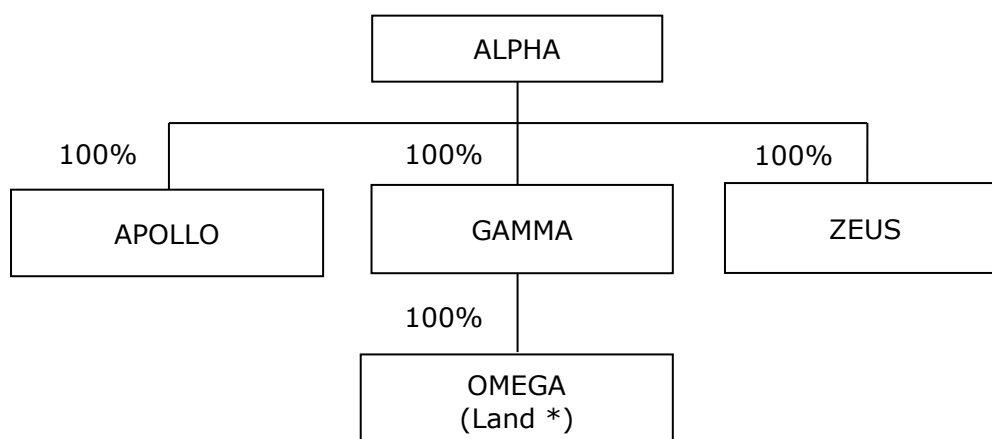 ALPHA
100%
100%
100%
APOLLO
GAMMA
ZEUS
100%
OMEGA
(Land *)